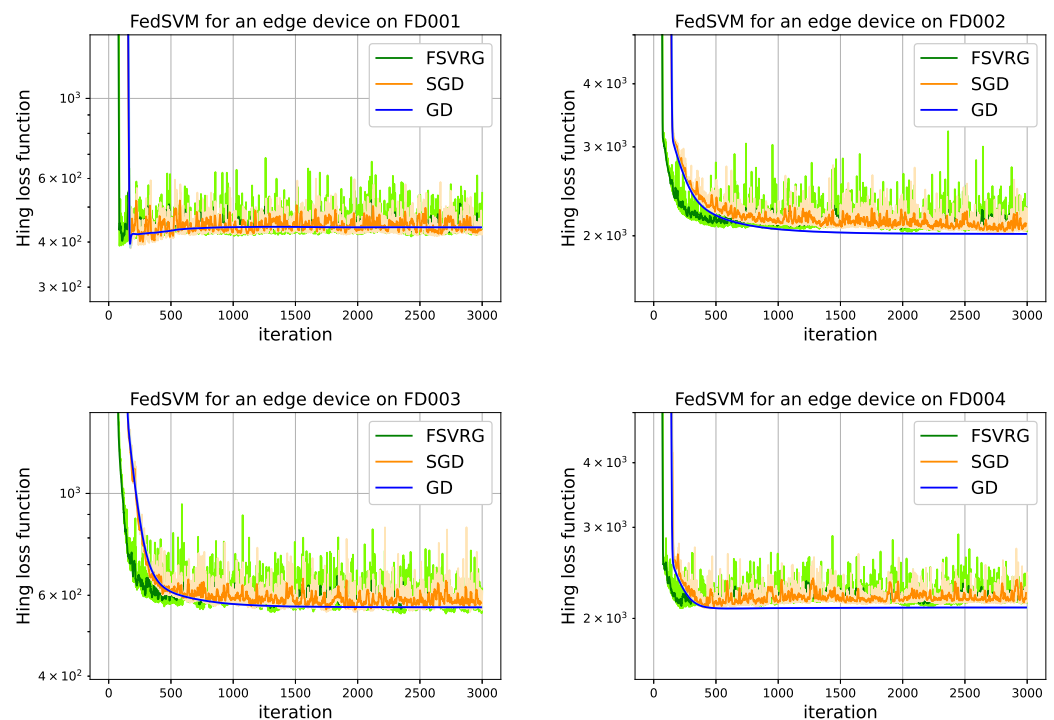 FedSVM for an edge device on FD001
Hing loss function
10³
6 × 10²
4 × 10²
3 × 10²
FSVRG
SGD
GD
0 500 1000 1500 2000 2500 3000
iteration
FedSVM for an edge device on FD002
Hing loss function
4 × 10³
3 × 10³
2 × 10³
FSVRG
SGD
GD
0 500 1000 1500 2000 2500 3000
iteration
FedSVM for an edge device on FD003
Hing loss function
10³
6 × 10²
4 × 10²
FSVRG
SGD
GD
0 500 1000 1500 2000 2500 3000
iteration
FedSVM for an edge device on FD004
Hing loss function
4 × 10³
3 × 10³
2 × 10³
FSVRG
SGD
GD
0 500 1000 1500 2000 2500 3000
iteration